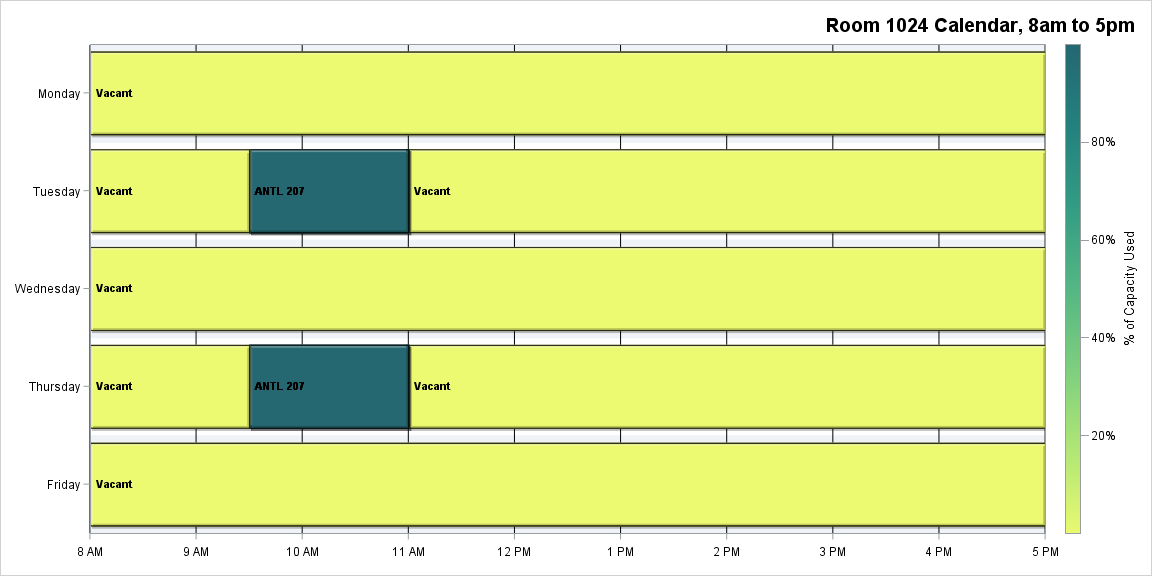 Room 1024 Calendar, 8am to 5pm
Monday
Vacant
Tuesday
Vacant
ANTL 207
Vacant
Wednesday
Vacant
Thursday
Vacant
ANTL 207
Vacant
Friday
Vacant
8 AM
9 AM
10 AM
11 AM
12 PM
1 PM
2 PM
3 PM
4 PM
5 PM
80%
60%
40%
20%
% of Capacity Used